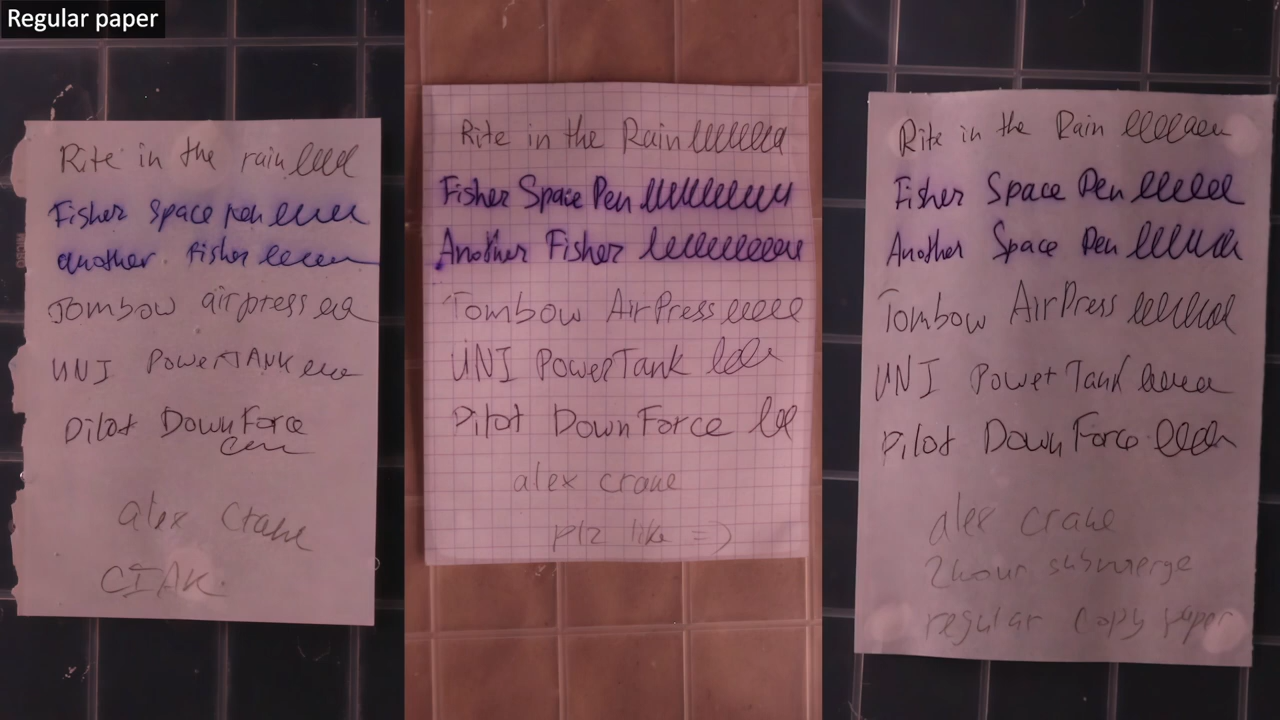 Regular paper
Rite in the rain
Fisher Space pen
another. fisher
Tombow airpress
UNI PowerTANK
Pilot DownForce
alex Crane
CIAK.
Rite in the Rain
Fisher Space Pen
Another Fisher
Tombow AirPress
UNI PowerTank
Pilot DownForce
alex crane
plz like =)
Rite in the Rain
Fisher Space Pen
Another Space Pen
Tombow AirPress
UNI Power Tank
Pilot DownForce
alex crane
2hour submerge
regular copy paper